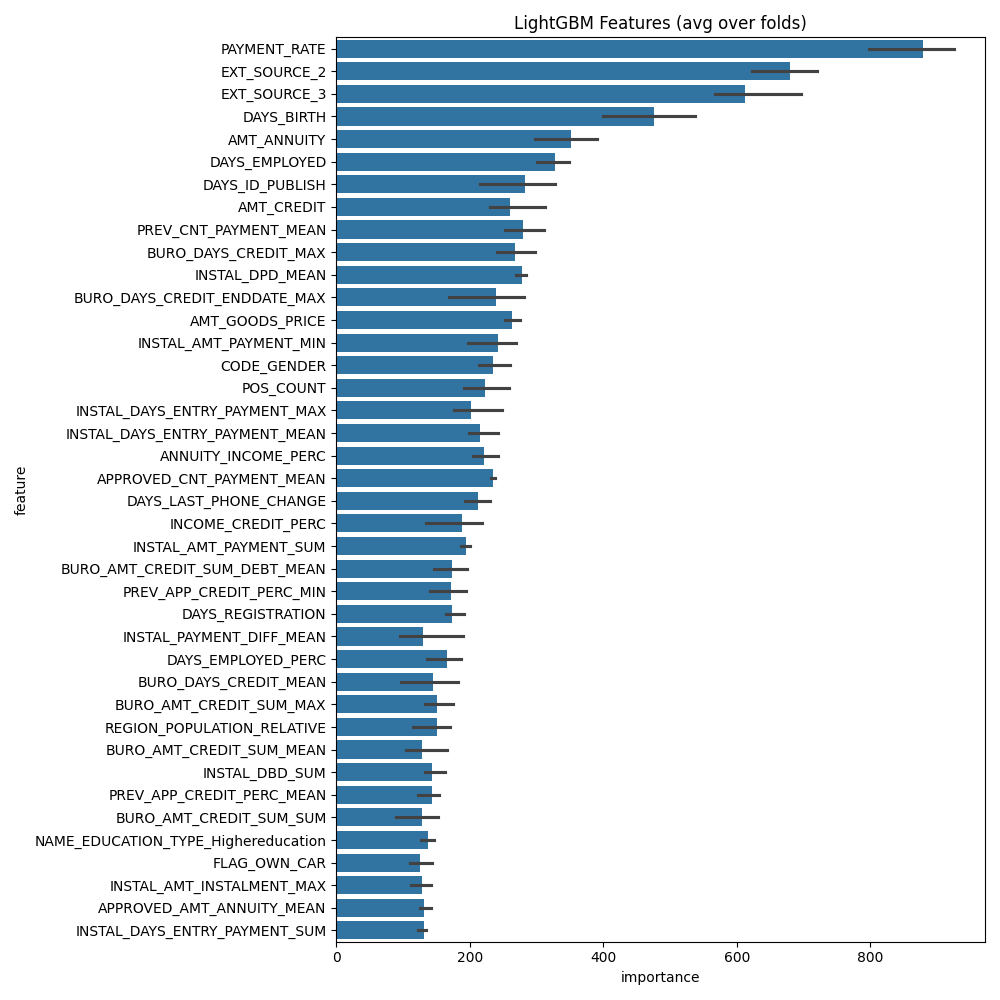 LightGBM Features (avg over folds)
PAYMENT_RATE
EXT_SOURCE_2
EXT_SOURCE_3
DAYS_BIRTH
AMT_ANNUITY
DAYS_EMPLOYED
DAYS_ID_PUBLISH
AMT_CREDIT
PREV_CNT_PAYMENT_MEAN
BURO_DAYS_CREDIT_MAX
INSTAL_DPD_MEAN
BURO_DAYS_CREDIT_ENDDATE_MAX
AMT_GOODS_PRICE
INSTAL_AMT_PAYMENT_MIN
CODE_GENDER
POS_COUNT
INSTAL_DAYS_ENTRY_PAYMENT_MAX
INSTAL_DAYS_ENTRY_PAYMENT_MEAN
ANNUITY_INCOME_PERC
APPROVED_CNT_PAYMENT_MEAN
DAYS_LAST_PHONE_CHANGE
INCOME_CREDIT_PERC
INSTAL_AMT_PAYMENT_SUM
BURO_AMT_CREDIT_SUM_DEBT_MEAN
PREV_APP_CREDIT_PERC_MIN
DAYS_REGISTRATION
INSTAL_PAYMENT_DIFF_MEAN
DAYS_EMPLOYED_PERC
BURO_DAYS_CREDIT_MEAN
BURO_AMT_CREDIT_SUM_MAX
REGION_POPULATION_RELATIVE
BURO_AMT_CREDIT_SUM_MEAN
INSTAL_DBD_SUM
PREV_APP_CREDIT_PERC_MEAN
BURO_AMT_CREDIT_SUM_SUM
NAME_EDUCATION_TYPE_Highereducation
FLAG_OWN_CAR
INSTAL_AMT_INSTALMENT_MAX
APPROVED_AMT_ANNUITY_MEAN
INSTAL_DAYS_ENTRY_PAYMENT_SUM
feature
0 200 400 600 800
importance